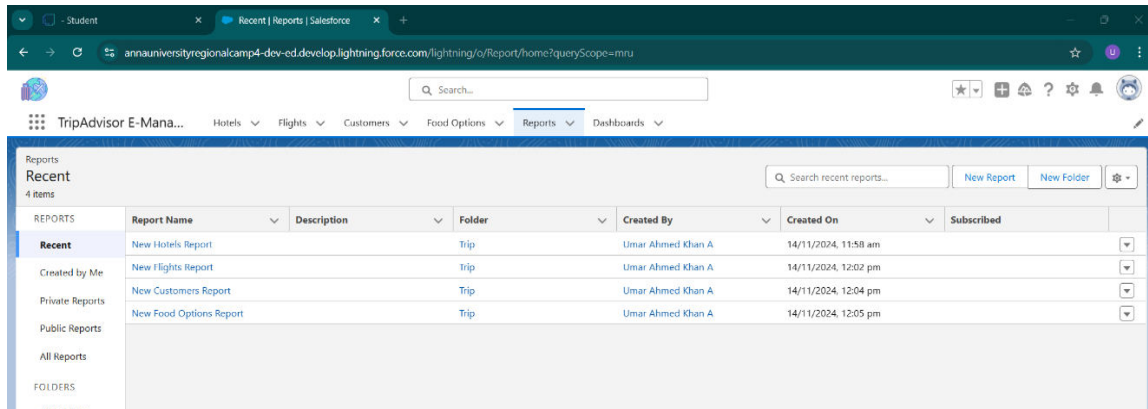 - Student
Recent | Reports | Salesforce
annauniversityregionalcamp4-dev-ed.develop.lightning.force.com/lightning/o/Report/home?queryScope=mru
U
Search...
TripAdvisor E-Mana... Hotels Flights Customers Food Options Reports Dashboards
Reports
Recent
4 items
Search recent reports...
New Report
New Folder
REPORTS Report Name Description Folder Created By Created On Subscribed
Recent New Hotels Report Trip Umar Ahmed Khan A 14/11/2024, 11:58 am
Created by Me New Flights Report Trip Umar Ahmed Khan A 14/11/2024, 12:02 pm
Private Reports New Customers Report Trip Umar Ahmed Khan A 14/11/2024, 12:04 pm
Public Reports New Food Options Report Trip Umar Ahmed Khan A 14/11/2024, 12:05 pm
All Reports
FOLDERS